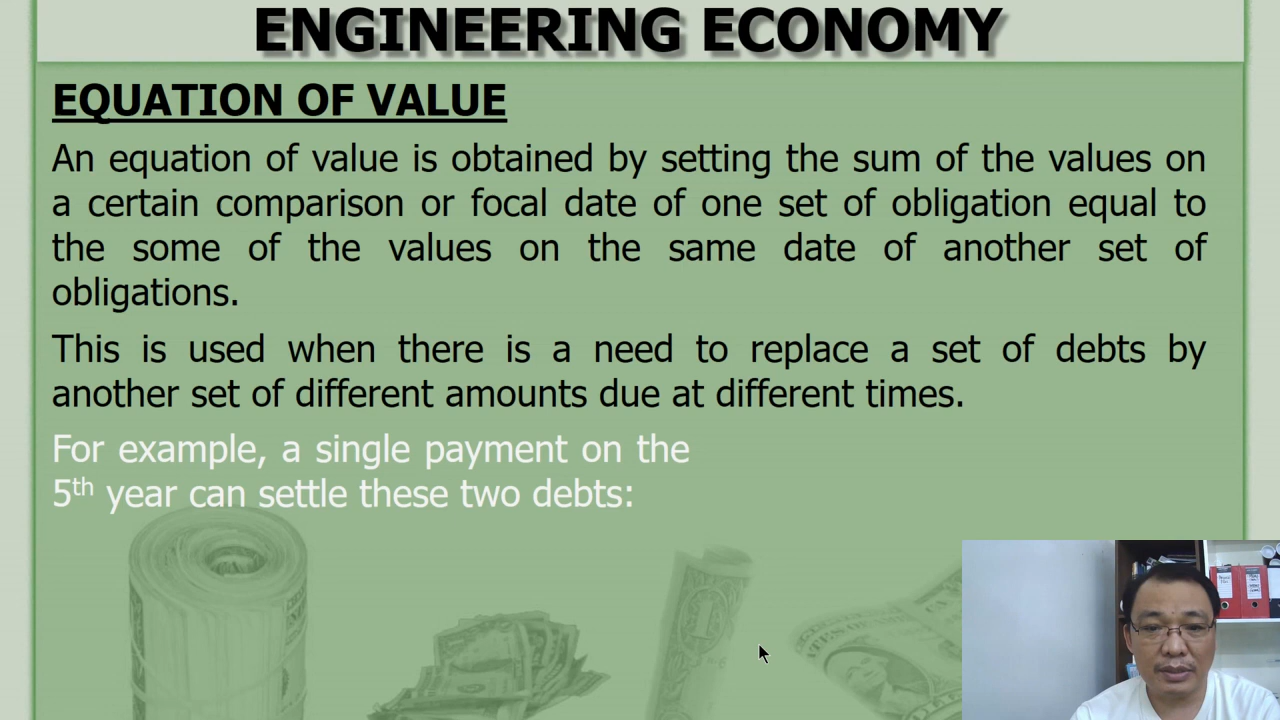 ENGINEERING ECONOMY
EQUATION OF VALUE
An equation of value is obtained by setting the sum of the values on
a certain comparison or focal date of one set of obligation equal to
the some of the values on the same date of another set of
obligations.
This is used when there is a need to replace a set of debts by
another set of different amounts due at different times.
For example, a single payment on the
5th year can settle these two debts: